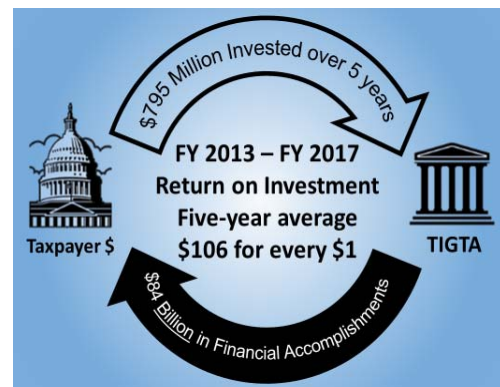 $795 Million Invested over 5 years
FY 2013 – FY 2017
Return on Investment
Five-year average
$106 for every $1
Taxpayer $
TIGTA
$84 Billion in Financial Accomplishments